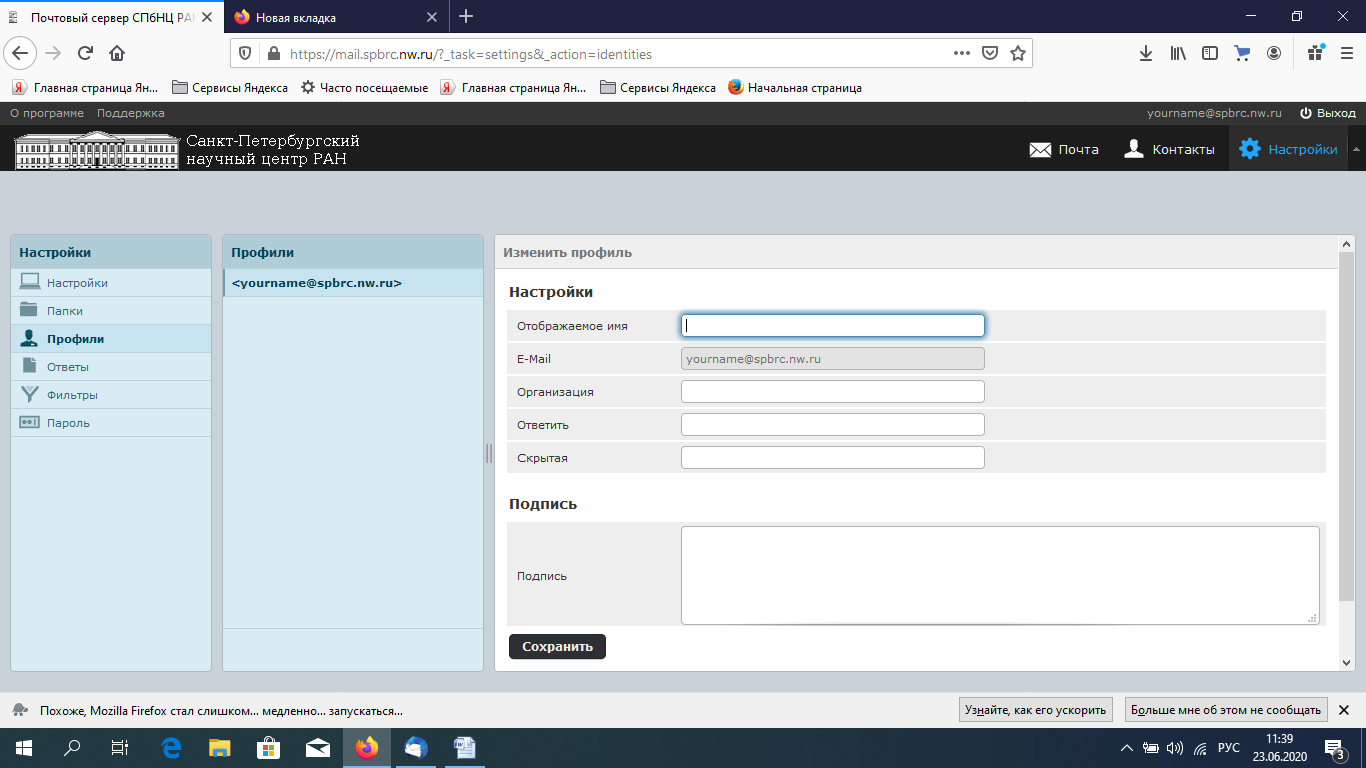 Почтовый сервер СПбНЦ РАН
Новая вкладка
https://mail.spbrc.nw.ru/?_task=settings&_action=identities
Главная страница Ян...
Сервисы Яндекса
Часто посещаемые
Главная страница Ян...
Сервисы Яндекса
Начальная страница
О программе
Поддержка
yourname@spbrc.nw.ru
Выход
Санкт-Петербургский
научный центр РАН
Почта
Контакты
Настройки
Настройки
Настройки
Папки
Профили
Ответы
Фильтры
Пароль
Профили
<yourname@spbrc.nw.ru>
Изменить профиль
Настройки
Отображаемое имя
E-Mail
yourname@spbrc.nw.ru
Организация
Ответить
Скрытая
Подпись
Подпись
Сохранить
Похоже, Mozilla Firefox стал слишком... медленно... запускаться...
Узнайте, как его ускорить
Больше мне об этом не сообщать
РУС
11:39
23.06.2020
3